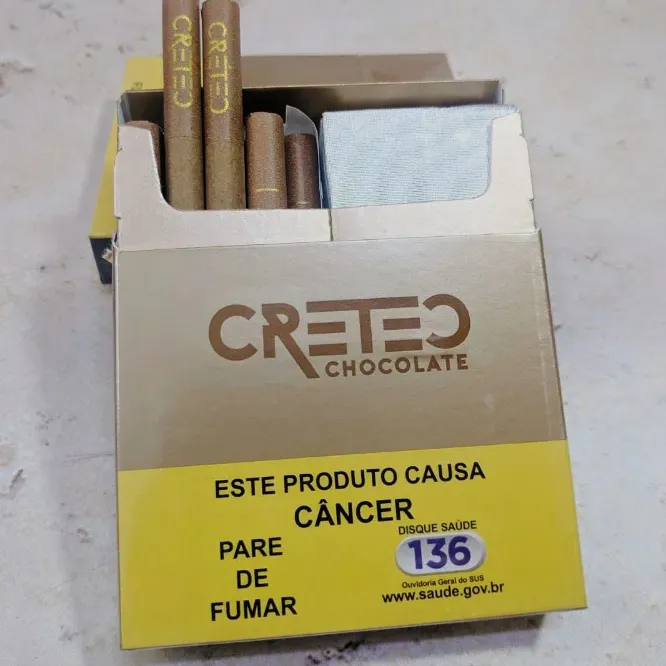 CRETEC
CRETEC
CRETEC
CHOCOLATE
ESTE PRODUTO CAUSA
CÂNCER
PARE
DE
FUMAR
DISQUE SAÚDE
136
Ouvidoria Geral do SUS
www.saude.gov.br